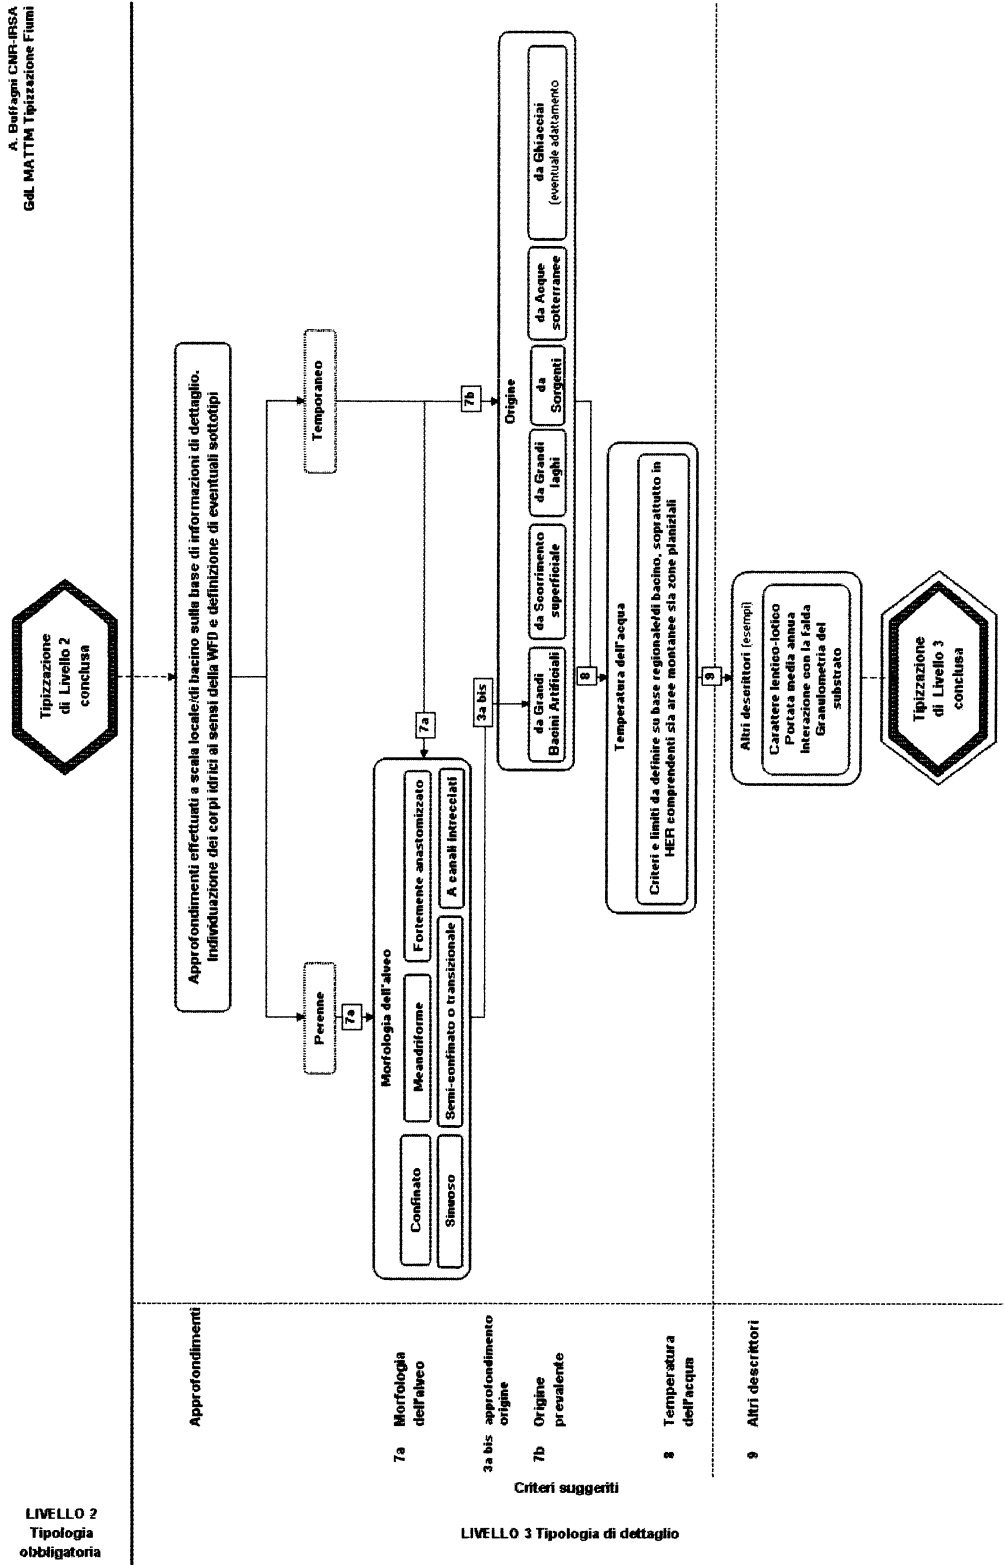 A. Buffagni CNR-IRSA
GdL MATTM Tipizzazione Fiumi
LIVELLO 2
Tipologia
obbligatoria
Tipizzazione
di Livello 2
conclusa
Approfondimenti
Approfondimenti effettuati a scala locale/di bacino sulla base di informazioni di dettaglio.
Individuazione dei corpi idrici ai sensi della WFD e definizione di eventuali sottotipi
Perenne
Temporaneo
7a
7a
7b
7a Morfologia
dell'alveo
Morfologia dell'alveo
Confinato
Meandriforme
Fortemente anastomizzato
Sinuoso
Semi-confinato o transizionale
A canali intrecciati
3a bis
3a bis approfondimento
origine
7b Origine
prevalente
Origine
da Grandi
Bacini Artificiali
da Scorrimento
superficiale
da Grandi
laghi
da
Sorgenti
da Acque
sotterranee
da Ghiacciai
(eventuale adattamento)
8
8 Temperatura
dell'acqua
Temperatura dell'acqua
Criteri e limiti da definire su base regionale/di bacino, soprattutto in
HER comprendenti sia aree montane e sia zone planiziali
9
9 Altri descrittori
Altri descrittori (esempi)
Carattere lentico-lotico
Portata media annua
Interazione con la falda
Granulometria del
substrato
Criteri suggeriti
LIVELLO 3 Tipologia di dettaglio
Tipizzazione
di Livello 3
conclusa